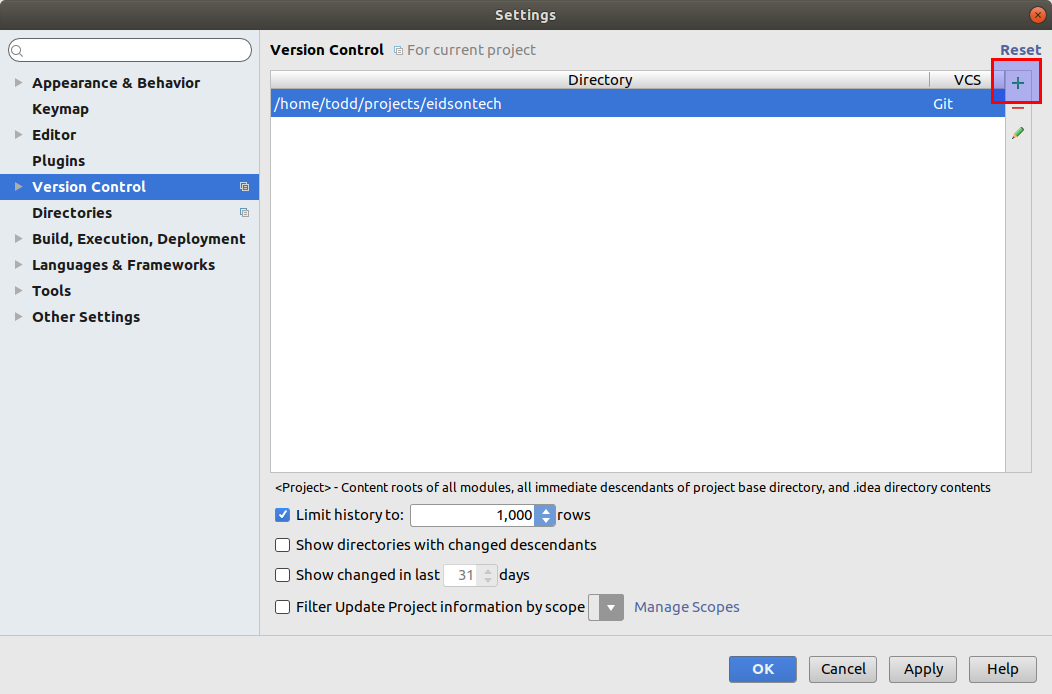 Settings
Version Control For current project Reset
Appearance & Behavior
Keymap
Editor
Plugins
Version Control
Directories
Build, Execution, Deployment
Languages & Frameworks
Tools
Other Settings
Directory VCS
/home/todd/projects/eidsontech Git
<Project> - Content roots of all modules, all immediate descendants of project base directory, and .idea directory contents
Limit history to: 1,000 rows
Show directories with changed descendants
Show changed in last 31 days
Filter Update Project information by scope Manage Scopes
OK Cancel Apply Help